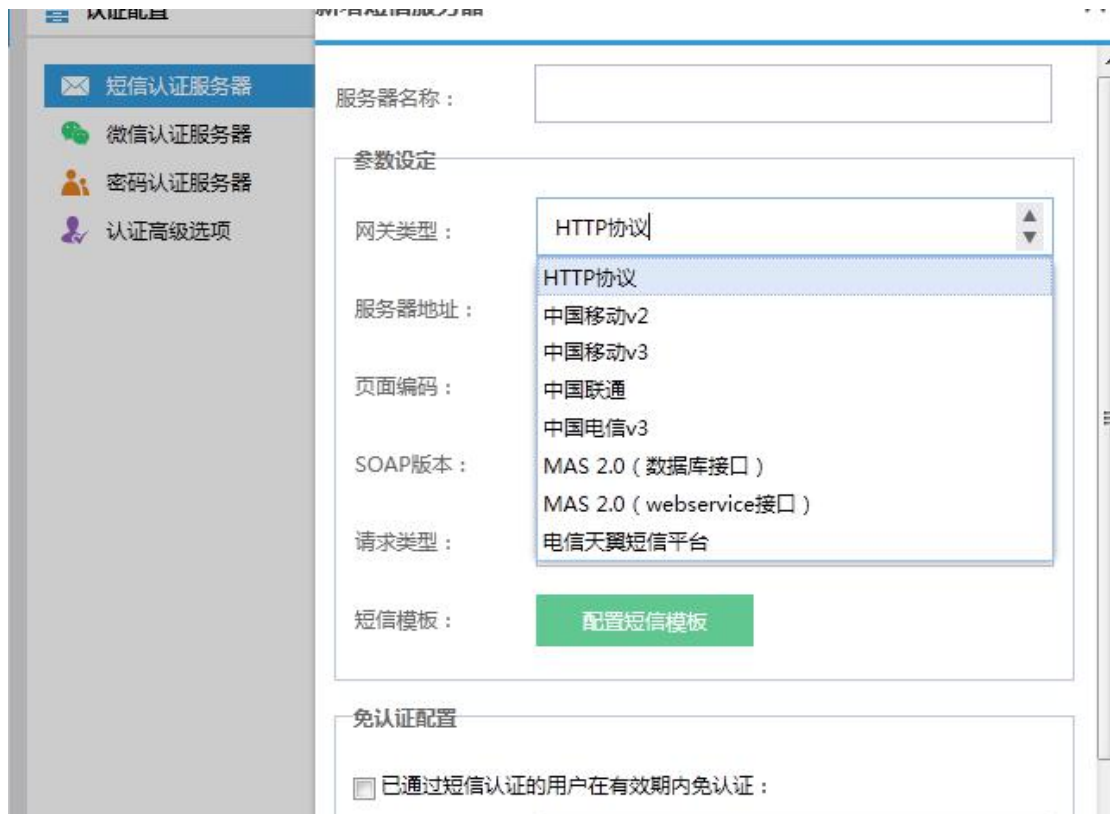 认证配置
新增短信服务器
短信认证服务器
微信认证服务器
密码认证服务器
认证高级选项
服务器名称：
参数设定
网关类型：
HTTP协议
HTTP协议
中国移动v2
中国移动v3
中国联通
中国电信v3
MAS 2.0（数据库接口）
MAS 2.0（webservice接口）
电信天翼短信平台
服务器地址：
页面编码：
SOAP版本：
请求类型：
短信模板：
配置短信模板
免认证配置
已通过短信认证的用户在有效期内免认证：